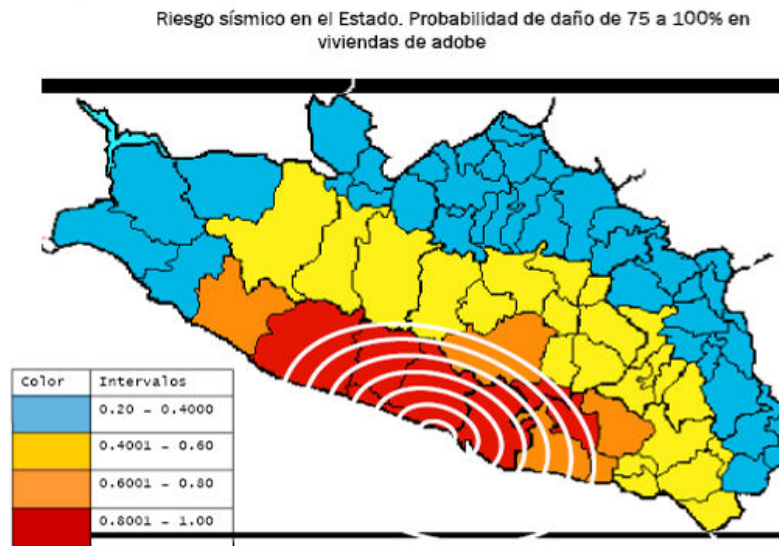 Riesgo sísmico en el Estado. Probabilidad de daño de 75 a 100% en
viviendas de adobe
Color Intervalos
0.20 - 0.4000
0.4001 - 0.60
0.6001 - 0.80
0.8001 - 1.00